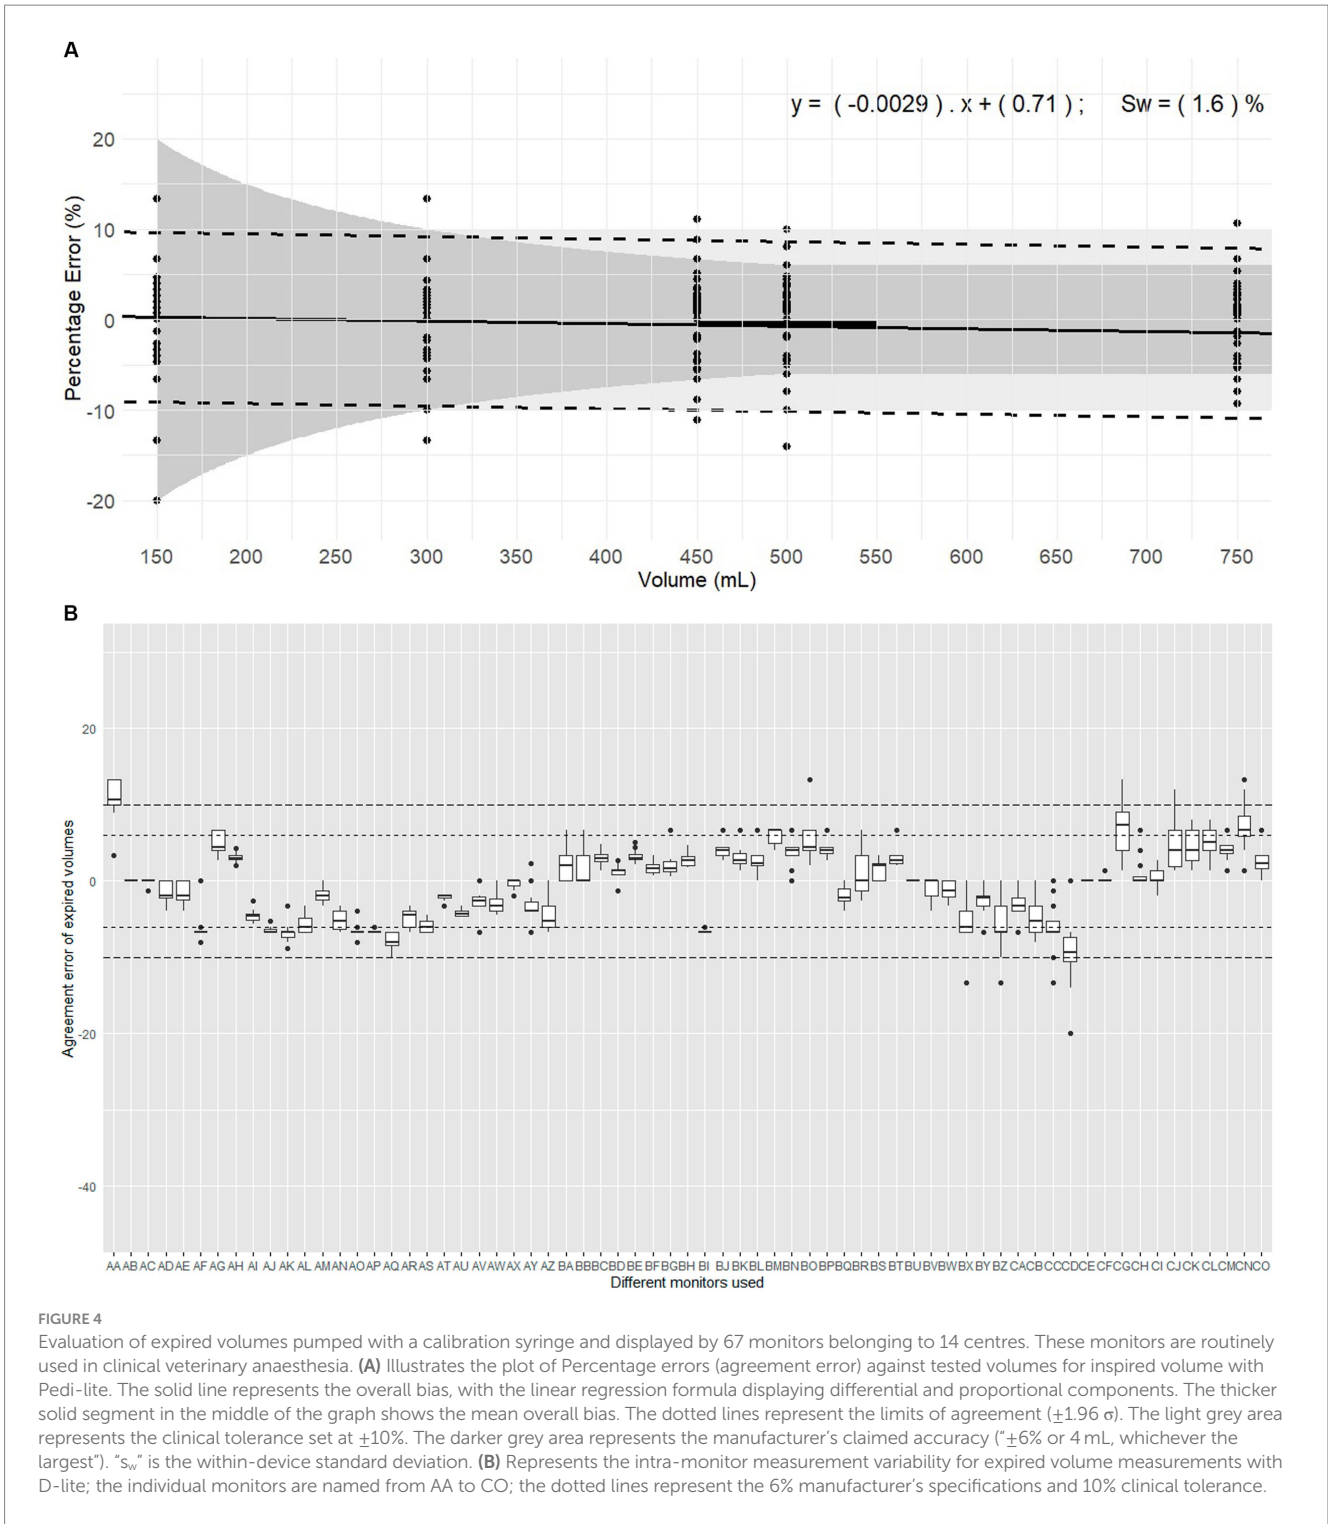 A
y = ( -0.0029 ) . x + ( 0.71 ) ; Sw = ( 1.6 ) %
Percentage Error (%)
20
10
0
-10
-20
150 200 250 300 350 400 450 500 550 600 650 700 750
Volume (mL)
B
Agreement error of expired volumes
20
0
-20
-40
AA AB AC AD AE AF AG AH AI AJ AK AL AM AN AO AP AQ AR AS AT AU AV AW AX AY AZ BA BB BC BD BE BF BG BH BI BJ BK BL BM BN BO BP BQ BR BS BT BU BV BW BX BY BZ CA CB CC CD CE CF CG CH CI CJ CK CL CM CN CO
Different monitors used
FIGURE 4
Evaluation of expired volumes pumped with a calibration syringe and displayed by 67 monitors belonging to 14 centres. These monitors are routinely
used in clinical veterinary anaesthesia. (A) Illustrates the plot of Percentage errors (agreement error) against tested volumes for inspired volume with
Pedi-lite. The solid line represents the overall bias, with the linear regression formula displaying differential and proportional components. The thicker
solid segment in the middle of the graph shows the mean overall bias. The dotted lines represent the limits of agreement (±1.96 σ). The light grey area
represents the clinical tolerance set at ±10%. The darker grey area represents the manufacturer's claimed accuracy ("±6% or 4 mL, whichever the
largest"). "sw" is the within-device standard deviation. (B) Represents the intra-monitor measurement variability for expired volume measurements with
D-lite; the individual monitors are named from AA to CO; the dotted lines represent the 6% manufacturer's specifications and 10% clinical tolerance.